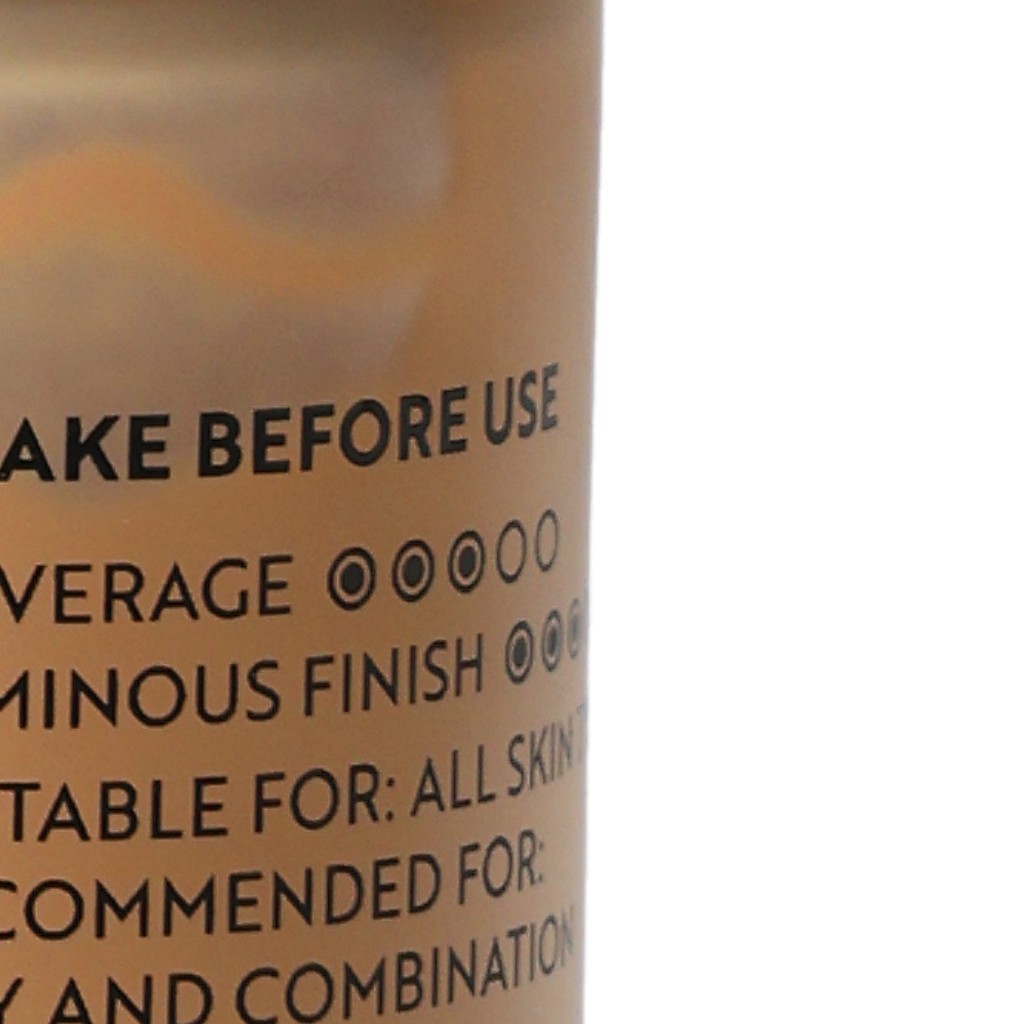 AKE BEFORE USE
VERAGE
MINOUS FINISH
TABLE FOR: ALL SKIN
COMMENDED FOR:
Y AND COMBINATION